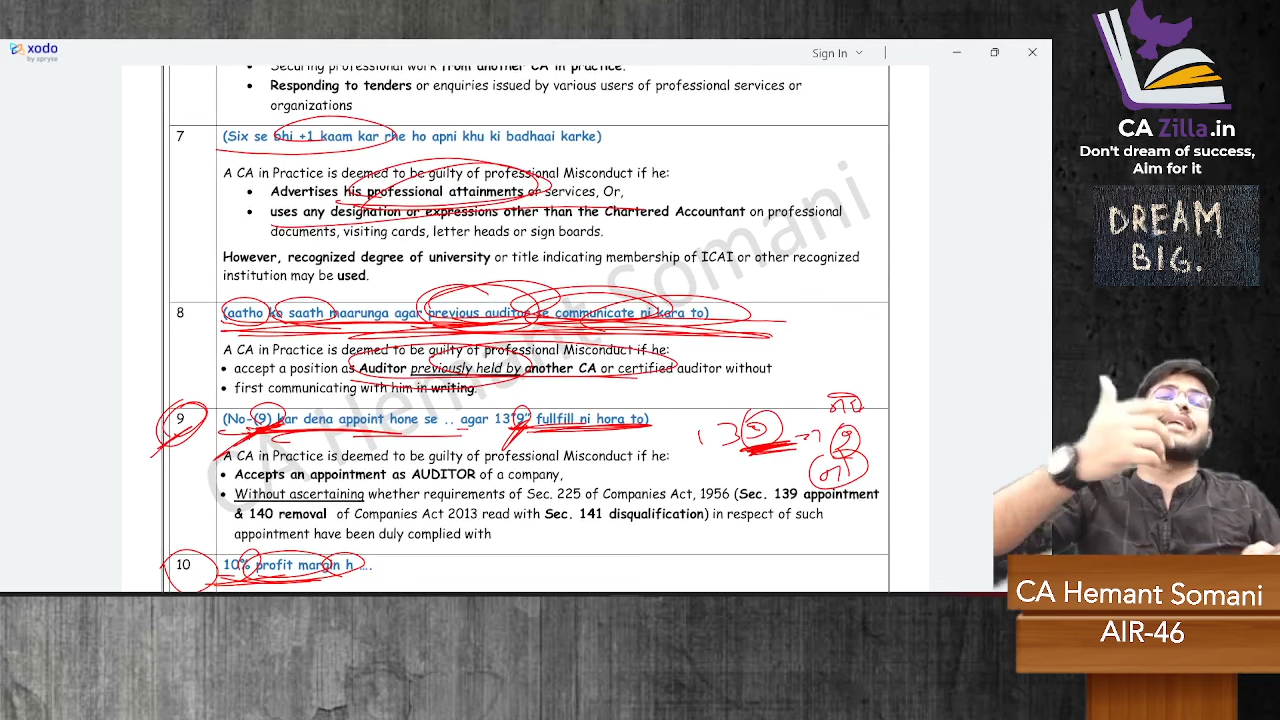 xodo
by apryse
Sign In
Securing professional work from another CA in practice.
Responding to tenders or enquiries issued by various users of professional services or
organizations
7
(Six se bhi +1 kaam kar rhe ho apni khu ki badhaai karke)
A CA in Practice is deemed to be guilty of professional Misconduct if he:
Advertises his professional attainments or services, Or,
uses any designation or expressions other than the Chartered Accountant on professional
documents, visiting cards, letter heads or sign boards.
However, recognized degree of university or title indicating membership of ICAI or other recognized
institution may be used.
8
(aatho ke saath maarunga agar previous auditor se communicate ni kara to)
A CA in Practice is deemed to be guilty of professional Misconduct if he:
accept a position as Auditor previously held by another CA or certified auditor without
first communicating with him in writing.
9
(No-(9) kar dena appoint hone se .. agar 13"9" fullfill ni hora to)
A CA in Practice is deemed to be guilty of professional Misconduct if he:
Accepts an appointment as AUDITOR of a company,
Without ascertaining whether requirements of Sec. 225 of Companies Act, 1956 (Sec. 139 appointment
& 140 removal of Companies Act 2013 read with Sec. 141 disqualification) in respect of such
appointment have been duly complied with
10
10% profit margin h ....
CA Hemant Somani
CA Zilla.in
Don't dream of success,
Aim for it
DREAM
BIG.
CA Hemant Somani
AIR-46